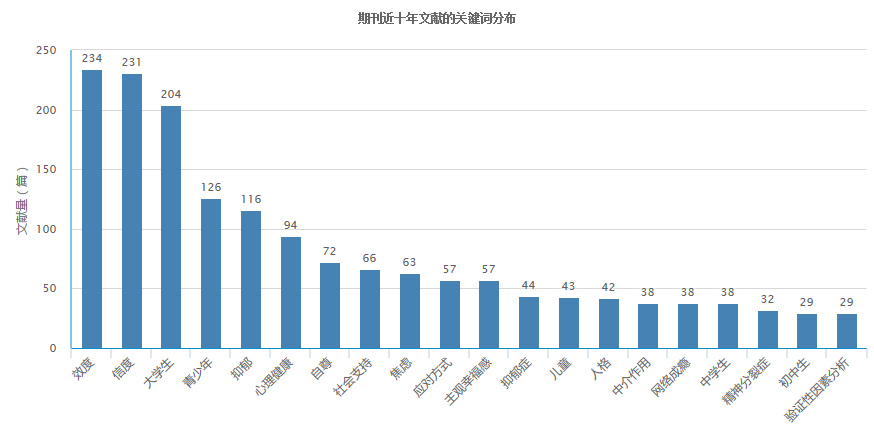 期刊近十年文献的关键词分布
文献量（篇）
250
200
150
100
50
0
234
231
204
126
116
94
72
66
63
57
57
44
43
42
38
38
38
32
29
29
效度
信度
大学生
青少年
抑郁
心理健康
自尊
社会支持
焦虑
应对方式
主观幸福感
抑郁症
儿童
人格
中介作用
网络成瘾
中学生
精神分裂症
初中生
验证性因素分析